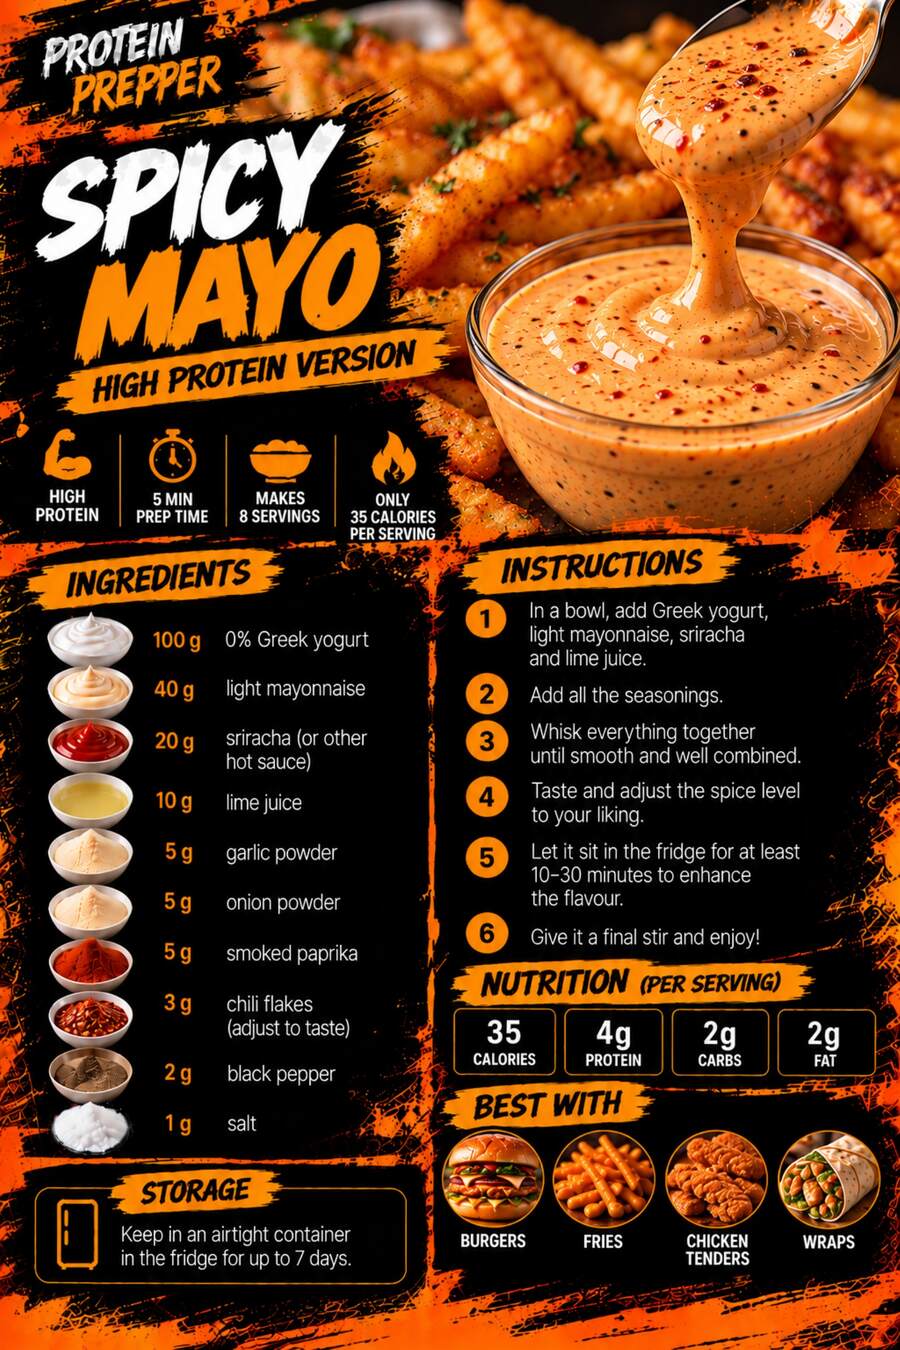 PROTEIN
PREPPER
SPICY
MAYO
HIGH PROTEIN VERSION
HIGH
PROTEIN
5 MIN
PREP TIME
MAKES
8 SERVINGS
ONLY
35 CALORIES
PER SERVING
INGREDIENTS
100 g 0% Greek yogurt
40 g light mayonnaise
20 g sriracha (or other
hot sauce)
10 g lime juice
5 g garlic powder
5 g onion powder
5 g smoked paprika
3 g chili flakes
(adjust to taste)
2 g black pepper
1 g salt
STORAGE
Keep in an airtight container
in the fridge for up to 7 days.
INSTRUCTIONS
1 In a bowl, add Greek yogurt,
light mayonnaise, sriracha
and lime juice.
2 Add all the seasonings.
3 Whisk everything together
until smooth and well combined.
4 Taste and adjust the spice level
to your liking.
5 Let it sit in the fridge for at least
10–30 minutes to enhance
the flavour.
6 Give it a final stir and enjoy!
NUTRITION (PER SERVING)
35
CALORIES
4g
PROTEIN
2g
CARBS
2g
FAT
BEST WITH
BURGERS
FRIES
CHICKEN
TENDERS
WRAPS